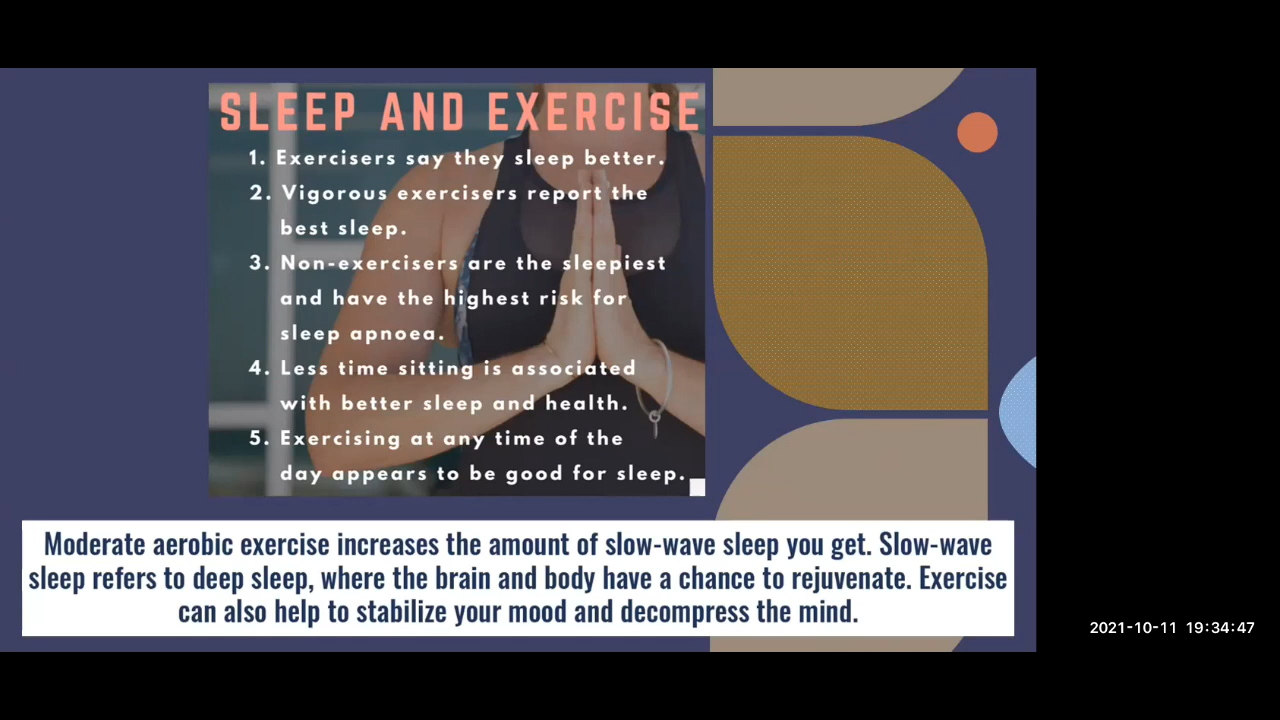 SLEEP AND EXERCISE
1. Exercisers say they sleep better.
2. Vigorous exercisers report the
best sleep.
3. Non-exercisers are the sleepiest
and have the highest risk for
sleep apnoea.
4. Less time sitting is associated
with better sleep and health.
5. Exercising at any time of the
day appears to be good for sleep.
Moderate aerobic exercise increases the amount of slow-wave sleep you get. Slow-wave
sleep refers to deep sleep, where the brain and body have a chance to rejuvenate. Exercise
can also help to stabilize your mood and decompress the mind.
2021-10-11 19:34:47